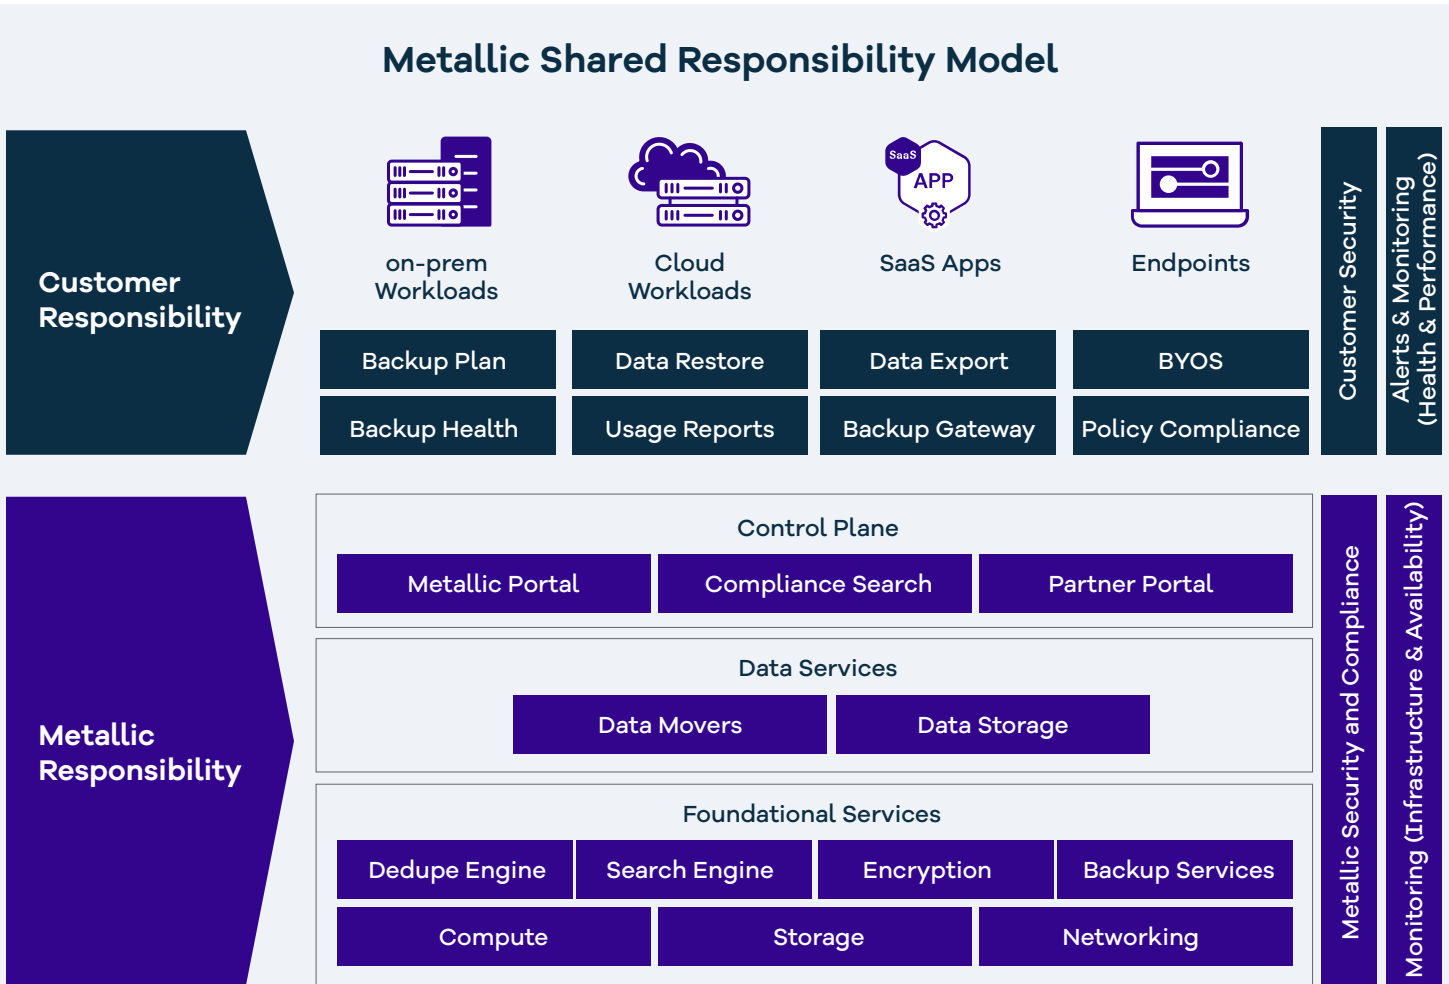 Metallic Shared Responsibility Model
Customer
Responsibility
on-prem
Workloads
Cloud
Workloads
SaaS
APP
SaaS Apps
Endpoints
Backup Plan
Data Restore
Data Export
BYOS
Backup Health
Usage Reports
Backup Gateway
Policy Compliance
Customer Security
Alerts & Monitoring
(Health & Performance)
Metallic
Responsibility
Control Plane
Metallic Portal
Compliance Search
Partner Portal
Data Services
Data Movers
Data Storage
Foundational Services
Dedupe Engine
Search Engine
Encryption
Backup Services
Compute
Storage
Networking
Metallic Security and Compliance
Monitoring (Infrastructure & Availability)